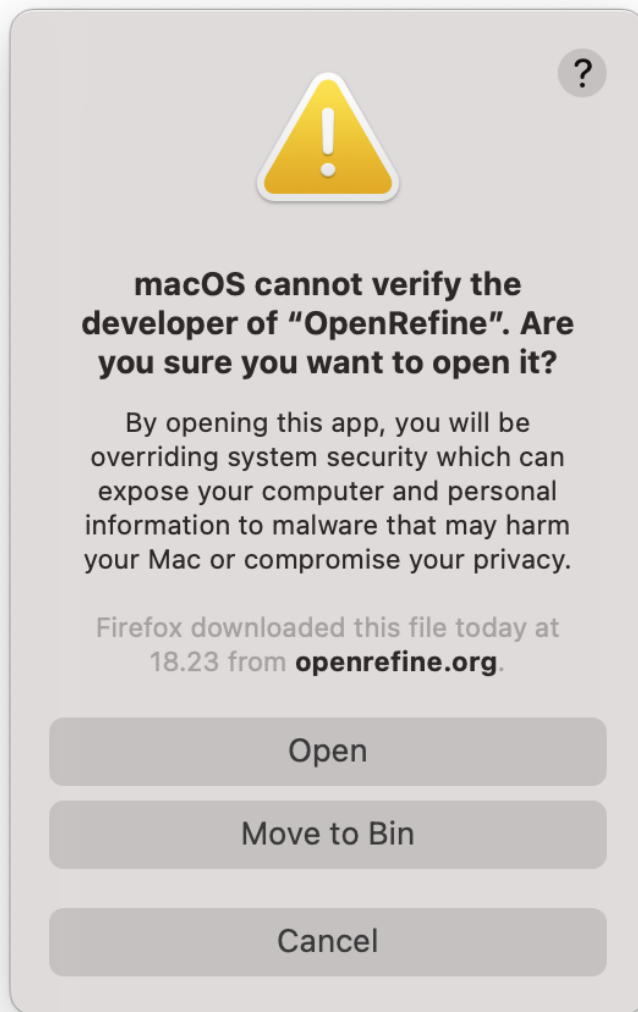 ?
macOS cannot verify the
developer of “OpenRefine”. Are
you sure you want to open it?
By opening this app, you will be
overriding system security which can
expose your computer and personal
information to malware that may harm
your Mac or compromise your privacy.
Firefox downloaded this file today at
18.23 from openrefine.org.
Open
Move to Bin
Cancel